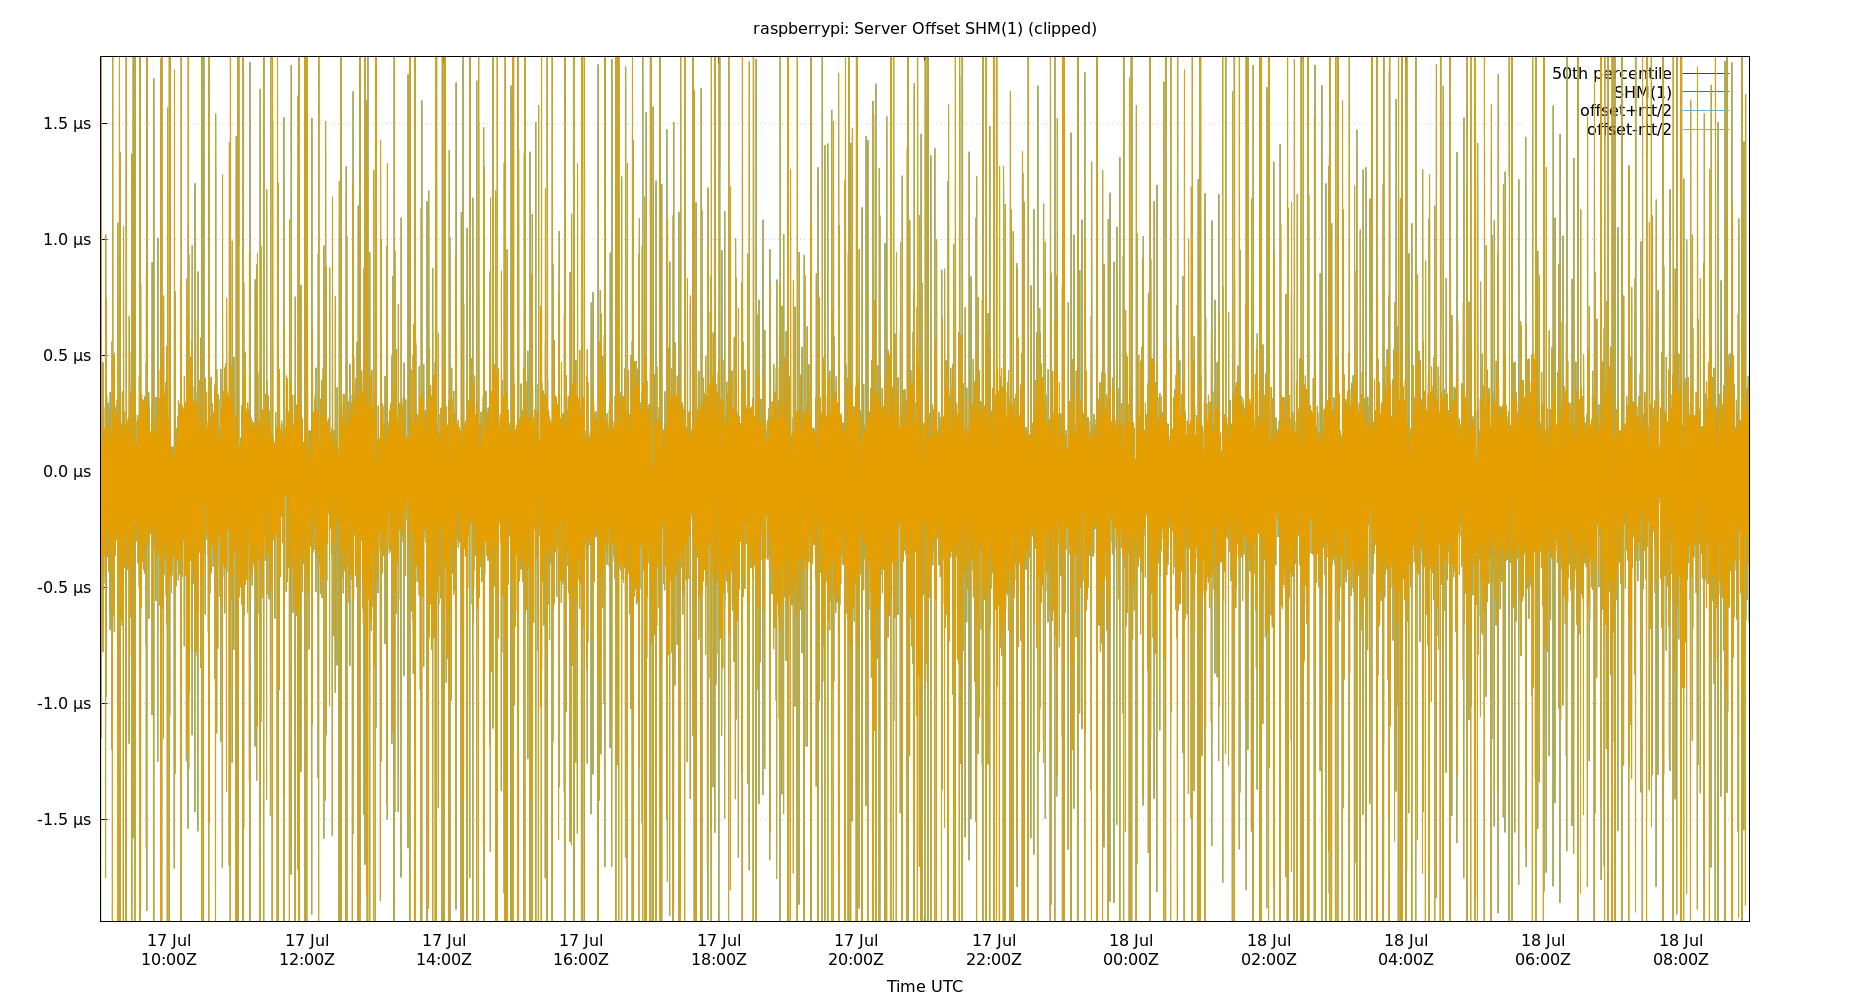 raspberrypi: Server Offset SHM(1) (clipped)
50th percentile
SHM(1)
offset+rtt/2
offset-rtt/2
1.5 µs
1.0 µs
0.5 µs
0.0 µs
-0.5 µs
-1.0 µs
-1.5 µs
17 Jul 17 Jul 17 Jul 17 Jul 17 Jul 17 Jul 17 Jul 18 Jul 18 Jul 18 Jul 18 Jul 18 Jul
10:00Z 12:00Z 14:00Z 16:00Z 18:00Z 20:00Z 22:00Z 00:00Z 02:00Z 04:00Z 06:00Z 08:00Z
Time UTC